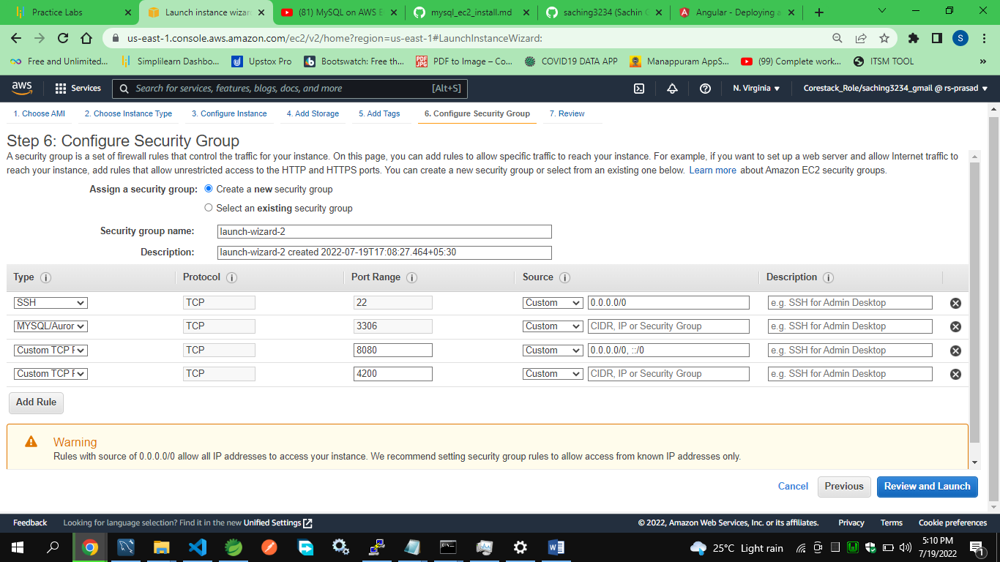 Practice Labs
Launch instance wizar
(81) MySQL on AWS E
mysql_ec2_install.md
saching3234 (Sachin
Angular - Deploying a
us-east-1.console.aws.amazon.com/ec2/v2/home?region=us-east-1#LaunchInstanceWizard:
S
Free and Unlimited...
Simplilearn Dashbo...
Upstox Pro
Bootswatch: Free th...
PDF to Image – Co...
COVID19 DATA APP
Manappuram AppS...
(99) Complete work...
ITSM TOOL
»
aws
Services
Search for services, features, blogs, docs, and more
[Alt+S]
N. Virginia
Corestack_Role/saching3234_gmail @ rs-prasad
1. Choose AMI
2. Choose Instance Type
3. Configure Instance
4. Add Storage
5. Add Tags
6. Configure Security Group
7. Review
Step 6: Configure Security Group
A security group is a set of firewall rules that control the traffic for your instance. On this page, you can add rules to allow specific traffic to reach your instance. For example, if you want to set up a web server and allow Internet traffic to
reach your instance, add rules that allow unrestricted access to the HTTP and HTTPS ports. You can create a new security group or select from an existing one below. Learn more about Amazon EC2 security groups.
Assign a security group: Create a new security group
Select an existing security group
Security group name: launch-wizard-2
Description: launch-wizard-2 created 2022-07-19T17:08:27.464+05:30
Type Protocol Port Range Source Description
SSH TCP 22 Custom 0.0.0.0/0 e.g. SSH for Admin Desktop
MYSQL/Auror TCP 3306 Custom CIDR, IP or Security Group e.g. SSH for Admin Desktop
Custom TCP F TCP 8080 Custom 0.0.0.0/0, ::/0 e.g. SSH for Admin Desktop
Custom TCP F TCP 4200 Custom CIDR, IP or Security Group e.g. SSH for Admin Desktop
Add Rule
Warning
Rules with source of 0.0.0.0/0 allow all IP addresses to access your instance. We recommend setting security group rules to allow access from known IP addresses only.
Cancel
Previous
Review and Launch
Feedback
Looking for language selection? Find it in the new Unified Settings
© 2022, Amazon Web Services, Inc. or its affiliates.
Privacy
Terms
Cookie preferences
25°C Light rain
5:10 PM
7/19/2022
1